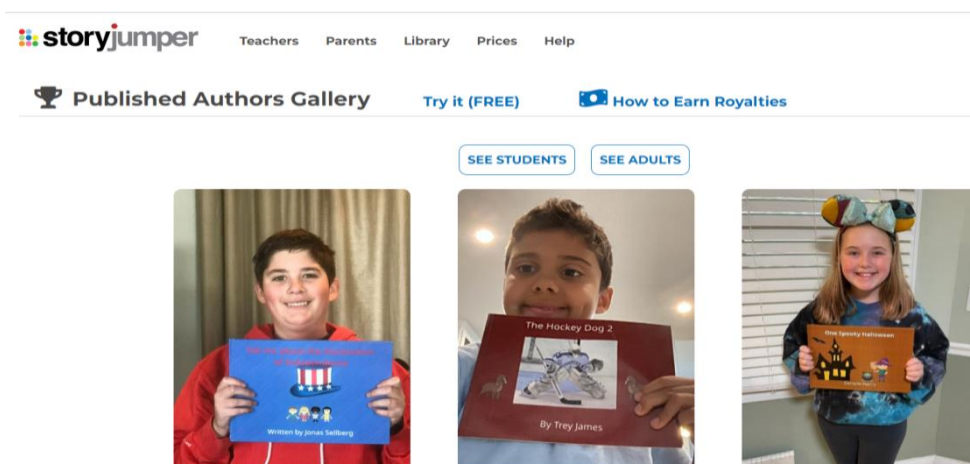 storyjumper
Teachers Parents Library Prices Help
Published Authors Gallery Try it (FREE) How to Earn Royalties
SEE STUDENTS SEE ADULTS
Written by Jonas Sellberg
The Hockey Dog 2
By Trey James
One Spooky Halloween